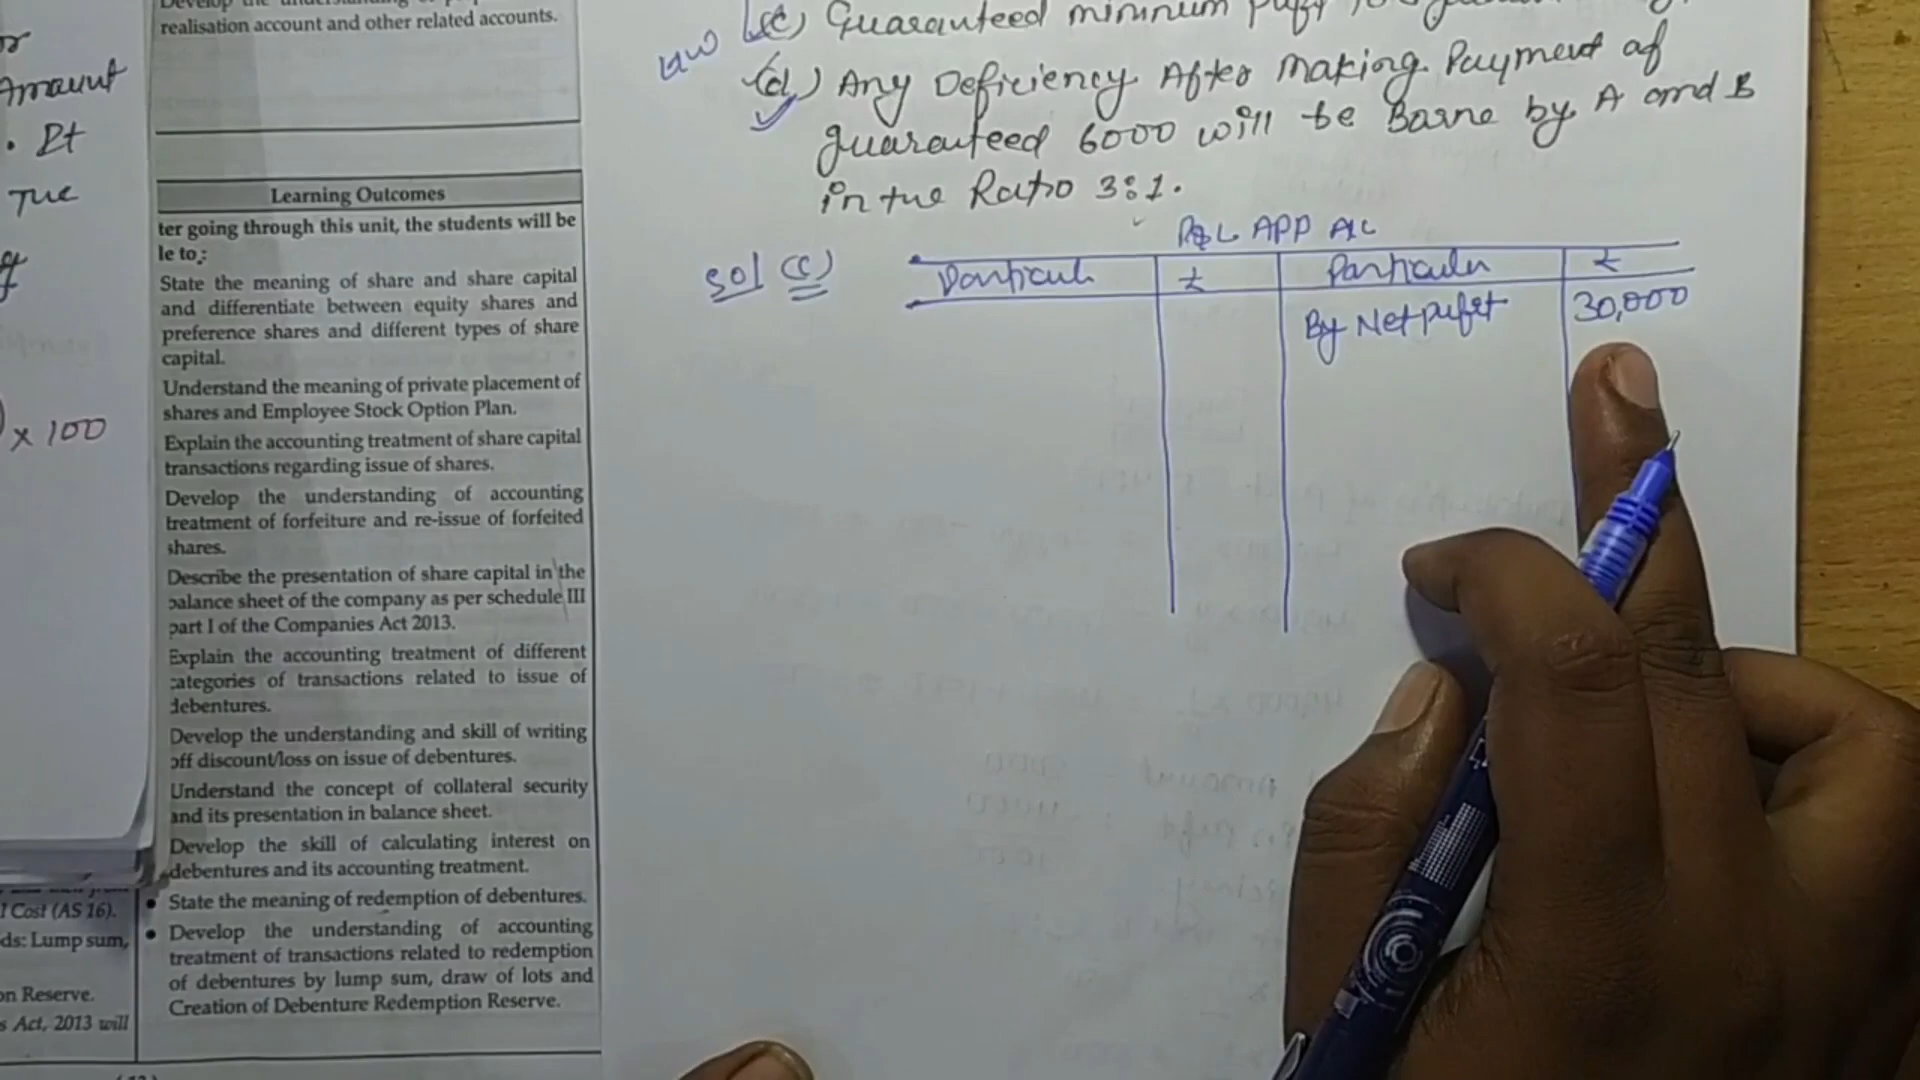 realisation account and other related accounts.
Learning Outcomes
ter going through this unit, the students will be
le to:
State the meaning of share and share capital
and differentiate between equity shares and
preference shares and different types of share
capital.
Understand the meaning of private placement of
shares and Employee Stock Option Plan.
Explain the accounting treatment of share capital
transactions regarding issue of shares.
Develop the understanding of accounting
treatment of forfeiture and re-issue of forfeited
shares.
Describe the presentation of share capital in the
balance sheet of the company as per schedule III
part I of the Companies Act 2013.
Explain the accounting treatment of different
categories of transactions related to issue of
debentures.
Develop the understanding and skill of writing
off discount/loss on issue of debentures.
Understand the concept of collateral security
and its presentation in balance sheet.
Develop the skill of calculating interest on
debentures and its accounting treatment.
• State the meaning of redemption of debentures.
• Develop the understanding of accounting
treatment of transactions related to redemption
of debentures by lump sum, draw of lots and
Creation of Debenture Redemption Reserve.
Amount
. It
The
x 100
l Cost (AS 16).
ds: Lump sum,
on Reserve.
s Act, 2013 will
(c) Guaranteed minimum
(d) Any Deficiency After making Payment of
guaranteed 6000 will be Borne by A and B
in the Ratio 3:1.
P&L APP A/C
sol (c)
Particul ₹ Particular ₹
By Net profit 30,000